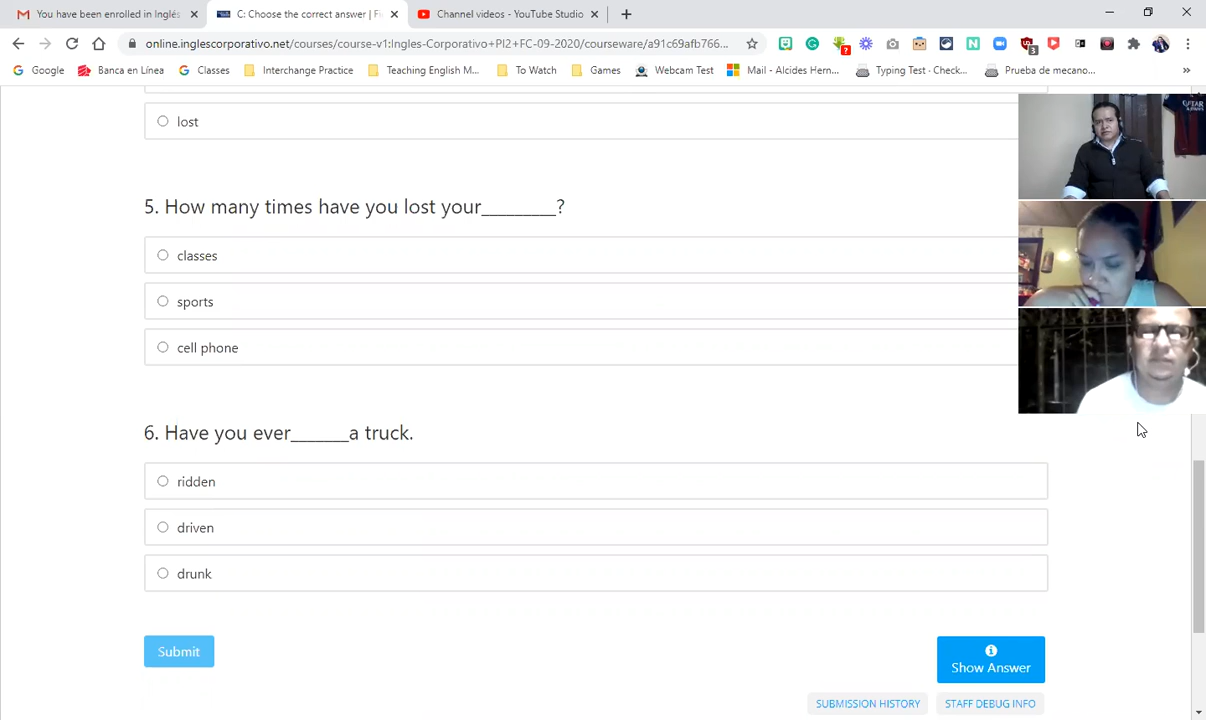 You have been enrolled in Inglés
C: Choose the correct answer | Fi
Channel videos - YouTube Studio
online.inglescorporativo.net/courses/course-v1:Ingles-Corporativo+PI2+FC-09-2020/courseware/a91c69afb766...
Google
Banca en Línea
Classes
Interchange Practice
Teaching English M...
To Watch
Games
Webcam Test
Mail - Alcides Hern...
Typing Test · Check...
Prueba de mecano...
lost
5. How many times have you lost your_________?
classes
sports
cell phone
6. Have you ever_______a truck.
ridden
driven
drunk
Submit
Show Answer
SUBMISSION HISTORY
STAFF DEBUG INFO